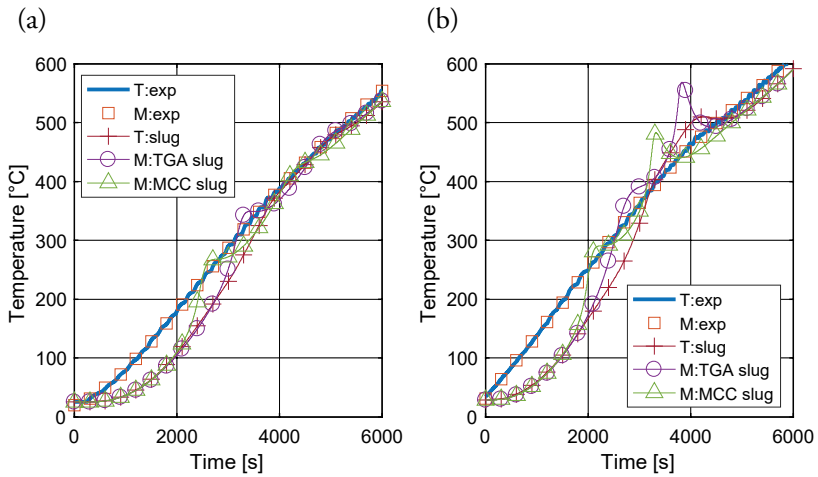 (a)
600
500
400
300
200
100
0
0
2000
4000
6000
Temperature [°C]
Time [s]
T:exp
M:exp
T:slug
M:TGA slug
M:MCC slug
(b)
600
500
400
300
200
100
0
0
2000
4000
6000
Temperature [°C]
Time [s]
T:exp
M:exp
T:slug
M:TGA slug
M:MCC slug